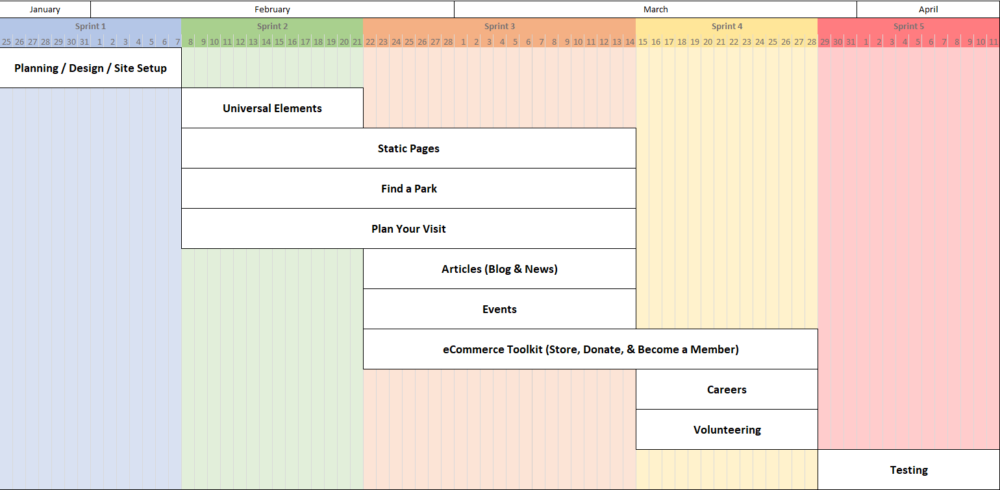 January February March April
Sprint 1 Sprint 2 Sprint 3 Sprint 4 Sprint 5
25 26 27 28 29 30 31 1 2 3 4 5 6 7 8 9 10 11 12 13 14 15 16 17 18 19 20 21 22 23 24 25 26 27 28 1 2 3 4 5 6 7 8 9 10 11 12 13 14 15 16 17 18 19 20 21 22 23 24 25 26 27 28 29 30 31 1 2 3 4 5 6 7 8 9 10 11
Planning / Design / Site Setup
Universal Elements
Static Pages
Find a Park
Plan Your Visit
Articles (Blog & News)
Events
eCommerce Toolkit (Store, Donate, & Become a Member)
Careers
Volunteering
Testing